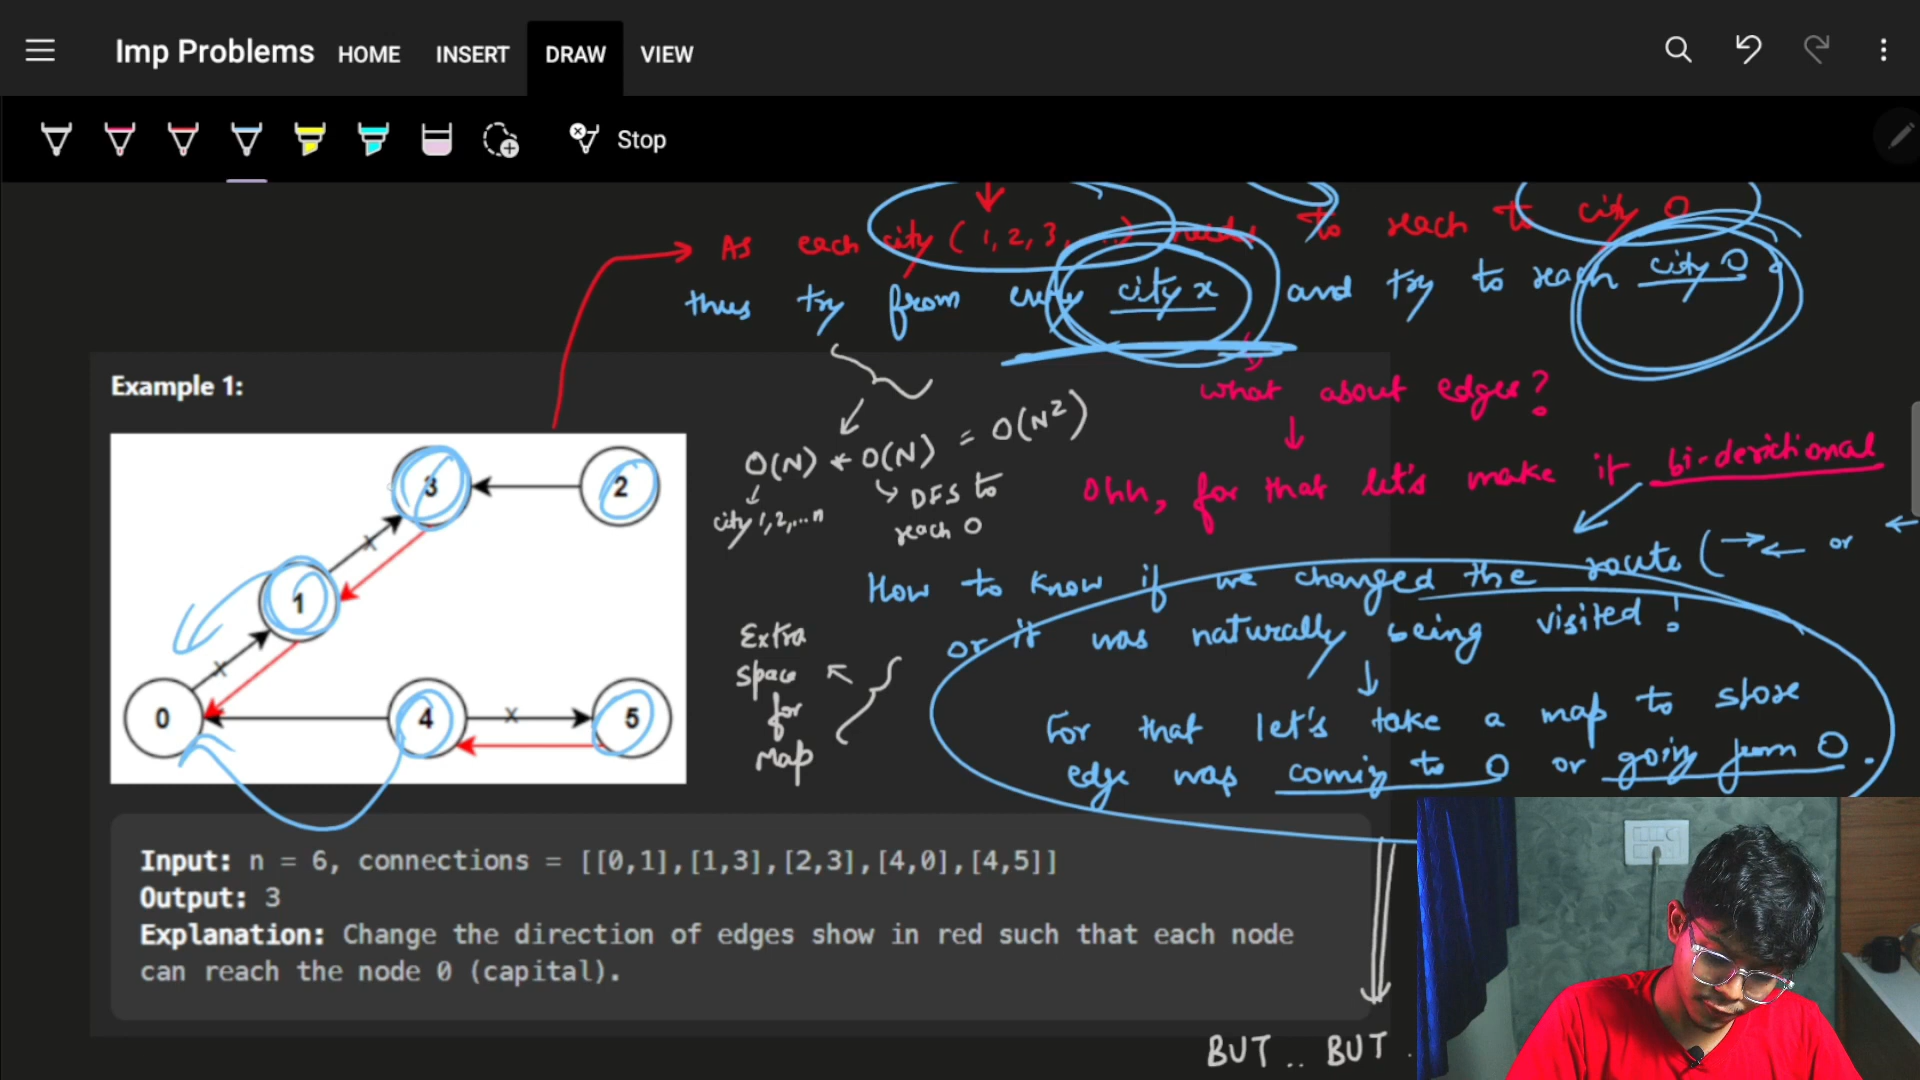 Imp Problems HOME INSERT DRAW VIEW
Stop
As each city (1,2,3, ...) needs to reach to city 0
thus try from every city x and try to reach city 0.
Example 1:
O(N) * O(N) = O(N²)
city 1,2,...n
DFS to
reach 0
what about edges?
Ohh, for that let's make it bi-derictional
How to know if we changed the route ( →← or ←
or it was naturally being visited!
Extra
space
for
Map
For that let's take a map to store
edge was coming to 0 or going from 0.
3 2
1
0 4 5
x
x
x
Input: n = 6, connections = [[0,1],[1,3],[2,3],[4,0],[4,5]]
Output: 3
Explanation: Change the direction of edges show in red such that each node
can reach the node 0 (capital).
BUT .. BUT .